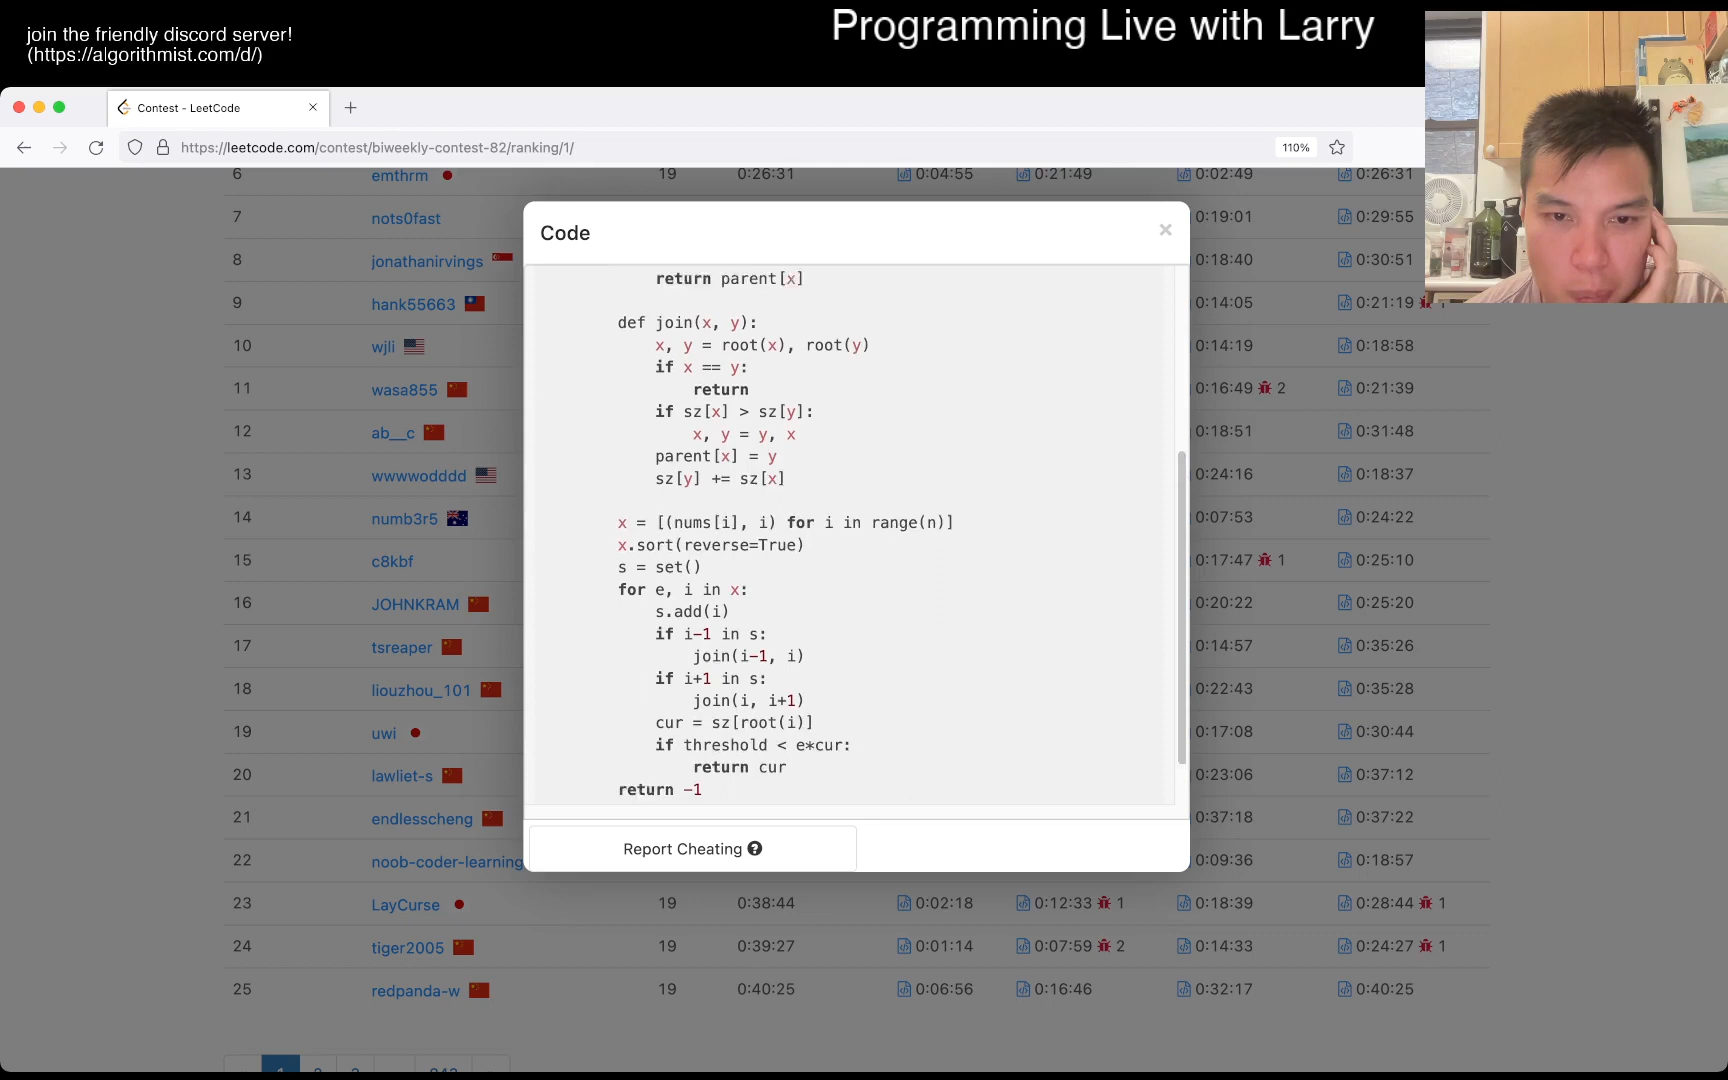 join the friendly discord server!
(https://algorithmist.com/d/)
Programming Live with Larry
Contest - LeetCode
https://leetcode.com/contest/biweekly-contest-82/ranking/1/
110%
6 emthrm 19 0:26:31 0:04:55 0:21:49 0:02:49 0:26:31
7 nots0fast 0:19:01 0:29:55
8 jonathanirvings 0:18:40 0:30:51
9 hank55663 0:14:05 0:21:19
10 wjli 0:14:19 0:18:58
11 wasa855 0:16:49 2 0:21:39
12 ab__c 0:18:51 0:31:48
13 wwwwodddd 0:24:16 0:18:37
14 numb3r5 0:07:53 0:24:22
15 c8kbf 0:17:47 1 0:25:10
16 JOHNKRAM 0:20:22 0:25:20
17 tsreaper 0:14:57 0:35:26
18 liouzhou_101 0:22:43 0:35:28
19 uwi 0:17:08 0:30:44
20 lawliet-s 0:23:06 0:37:12
21 endlesscheng 0:37:18 0:37:22
22 noob-coder-learning 0:09:36 0:18:57
23 LayCurse 19 0:38:44 0:02:18 0:12:33 1 0:18:39 0:28:44 1
24 tiger2005 19 0:39:27 0:01:14 0:07:59 2 0:14:33 0:24:27 1
25 redpanda-w 19 0:40:25 0:06:56 0:16:46 0:32:17 0:40:25
Code
return parent[x]
def join(x, y):
x, y = root(x), root(y)
if x == y:
return
if sz[x] > sz[y]:
x, y = y, x
parent[x] = y
sz[y] += sz[x]
x = [(nums[i], i) for i in range(n)]
x.sort(reverse=True)
s = set()
for e, i in x:
s.add(i)
if i-1 in s:
join(i-1, i)
if i+1 in s:
join(i, i+1)
cur = sz[root(i)]
if threshold < e*cur:
return cur
return -1
Report Cheating